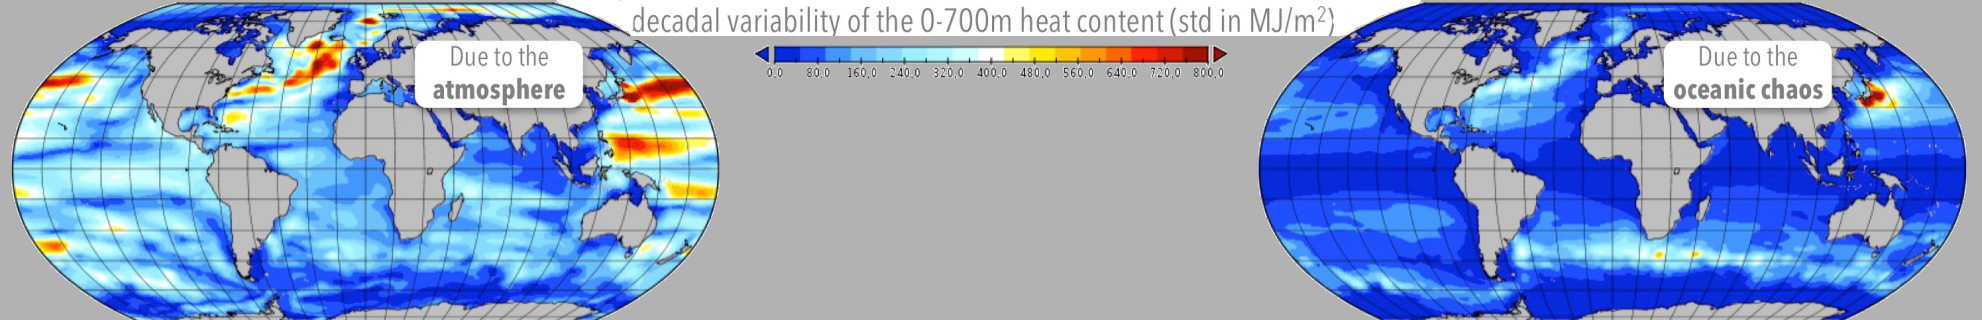 decadal variability of the 0-700m heat content (std in MJ/m²)
Due to the
atmosphere
0,0 80,0 160,0 240,0 320,0 400,0 480,0 560,0 640,0 720,0 800,0
Due to the
oceanic chaos